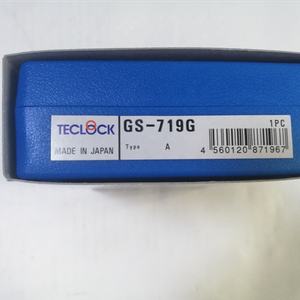 TECLOCK
MADE IN JAPAN
GS-719G
Type A
1PC
4 560120 871967